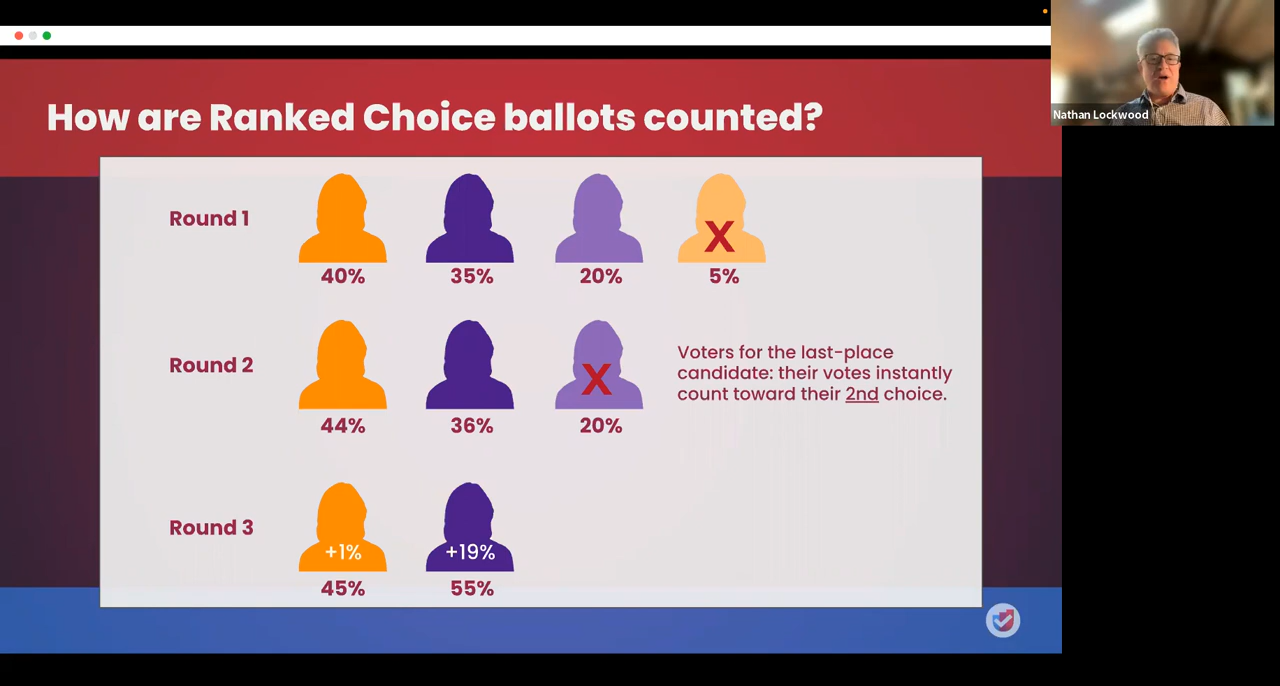 How are Ranked Choice ballots counted?
Nathan Lockwood
Round 1
X
40%
35%
20%
5%
Round 2
X
Voters for the last-place
candidate: their votes instantly
count toward their 2nd choice.
44%
36%
20%
Round 3
+1%
+19%
45%
55%